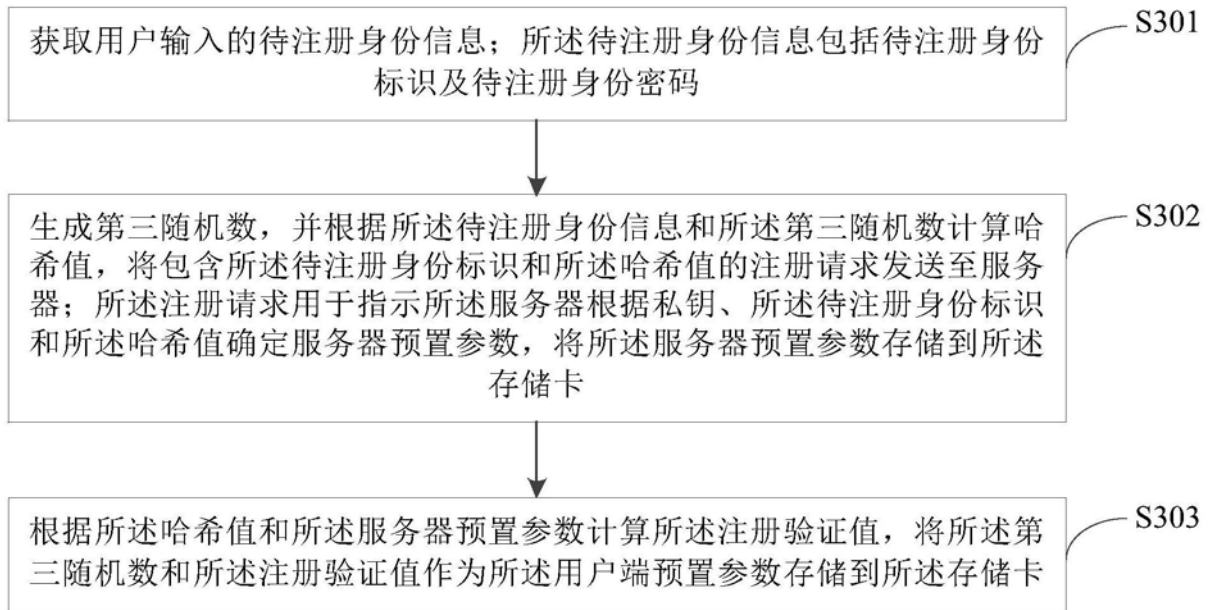 获取用户输入的待注册身份信息；所述待注册身份信息包括待注册身份
标识及待注册身份密码
S301
生成第三随机数，并根据所述待注册身份信息和所述第三随机数计算哈
希值，将包含所述待注册身份标识和所述哈希值的注册请求发送至服务
器；所述注册请求用于指示所述服务器根据私钥、所述待注册身份标识
和所述哈希值确定服务器预置参数，将所述服务器预置参数存储到所述
存储卡
S302
根据所述哈希值和所述服务器预置参数计算所述注册验证值，将所述第
三随机数和所述注册验证值作为所述用户端预置参数存储到所述存储卡
S303